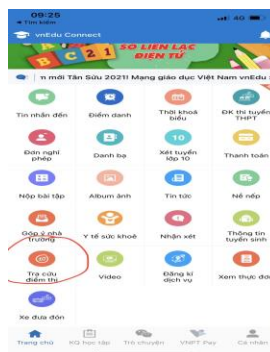 09:25
◂ Tìm kiếm
4G
vnEdu Connect
SỔ LIÊN LẠC
ĐIỆN TỬ
n mới Tân Sửu 2021! Mạng giáo dục Việt Nam vnEdu
Tin nhắn đến
Điểm danh
Thời khoá biểu
ĐK thi tuyển THPT
Đơn nghỉ phép
Danh bạ
10
Xét tuyển lớp 10
Thanh toán
Nộp bài tập
Album ảnh
Tin tức
Nề nếp
Góp ý nhà trường
Y tế sức khoẻ
Nhận xét
Thông tin tuyển sinh
Tra cứu điểm thi
Video
Đăng kí dịch vụ
Xem thực đơn
Xe đưa đón
Trang chủ
KQ học tập
Trò chuyện
VNPT Pay
Cá nhân